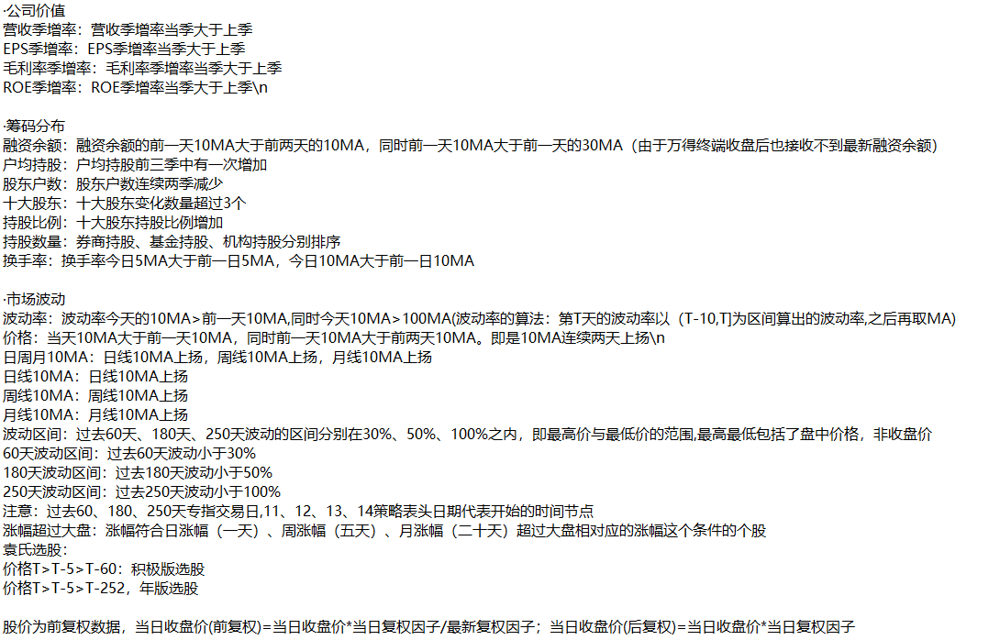 ·公司价值
营收季增率：营收季增率当季大于上季
EPS季增率：EPS季增率当季大于上季
毛利率季增率：毛利率季增率当季大于上季
ROE季增率：ROE季增率当季大于上季\n
·筹码分布
融资余额：融资余额的前一天10MA大于前两天的10MA，同时前一天10MA大于前一天的30MA（由于万得终端收盘后也接收不到最新融资余额）
户均持股：户均持股前三季中有一次增加
股东户数：股东户数连续两季减少
十大股东：十大股东变化数量超过3个
持股比例：十大股东持股比例增加
持股数量：券商持股、基金持股、机构持股分别排序
换手率：换手率今日5MA大于前一日5MA，今日10MA大于前一日10MA
·市场波动
波动率：波动率今天的10MA>前一天10MA,同时今天10MA>100MA(波动率的算法：第T天的波动率以（T-10,T]为区间算出的波动率,之后再取MA)
价格：当天10MA大于前一天10MA，同时前一天10MA大于前两天10MA。即是10MA连续两天上扬\n
日周月10MA：日线10MA上扬，周线10MA上扬，月线10MA上扬
日线10MA：日线10MA上扬
周线10MA：周线10MA上扬
月线10MA：月线10MA上扬
波动区间：过去60天、180天、250天波动的区间分别在30%、50%、100%之内，即最高价与最低价的范围,最高最低包括了盘中价格，非收盘价
60天波动区间：过去60天波动小于30%
180天波动区间：过去180天波动小于50%
250天波动区间：过去250天波动小于100%
注意：过去60、180、250天专指交易日,11、12、13、14策略表头日期代表开始的时间节点
涨幅超过大盘：涨幅符合日涨幅（一天）、周涨幅（五天）、月涨幅（二十天）超过大盘相对应的涨幅这个条件的个股
袁氏选股：
价格T>T-5>T-60：积极版选股
价格T>T-5>T-252，年版选股
股价为前复权数据，当日收盘价(前复权)=当日收盘价*当日复权因子/最新复权因子；当日收盘价(后复权)=当日收盘价*当日复权因子